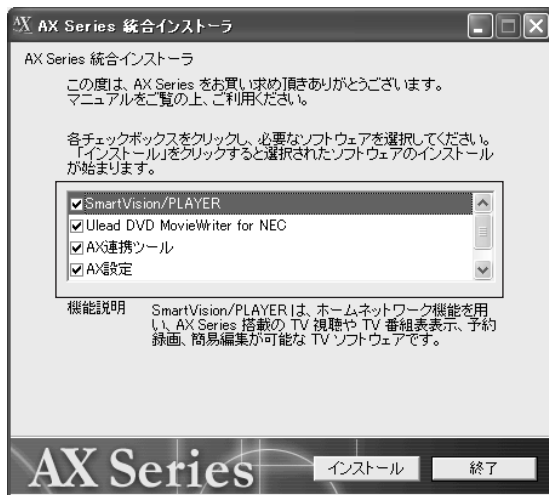 AX AX Series 統合インストーラ
AX Series 統合インストーラ
この度は、AX Series をお買い求め頂きありがとうございます。
マニュアルをご覧の上、ご利用ください。
各チェックボックスをクリックし、必要なソフトウェアを選択してください。
「インストール」をクリックすると選択されたソフトウェアのインストール
が始まります。
SmartVision/PLAYER
Ulead DVD MovieWriter for NEC
AX連携ツール
AX設定
機能説明 SmartVision/PLAYERは、ホームネットワーク機能を用
い、AX Series 搭載の TV 視聴や TV 番組表表示、予約
録画、簡易編集が可能な TV ソフトウェアです。
AX Series インストール 終了